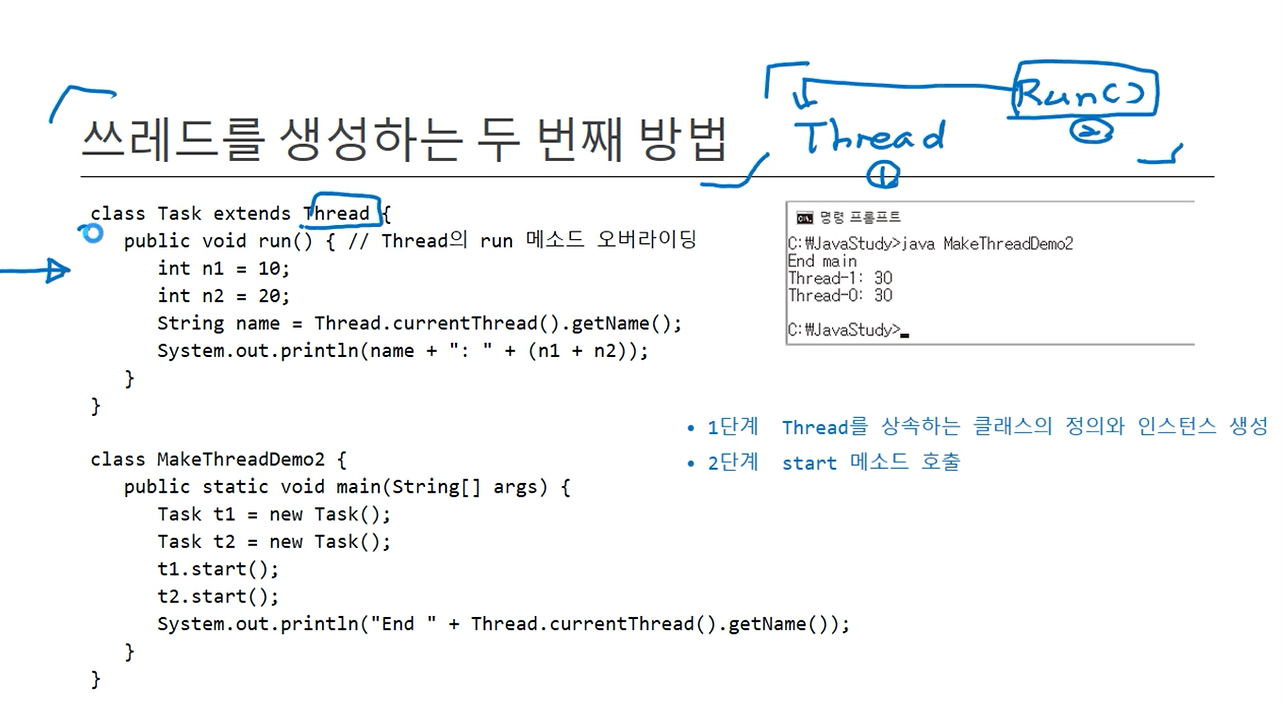 Run()
②
Thread
①
쓰레드를 생성하는 두 번째 방법
class Task extends Thread {
public void run() { // Thread의 run 메소드 오버라이딩
int n1 = 10;
int n2 = 20;
String name = Thread.currentThread().getName();
System.out.println(name + ": " + (n1 + n2));
}
}
class MakeThreadDemo2 {
public static void main(String[] args) {
Task t1 = new Task();
Task t2 = new Task();
t1.start();
t2.start();
System.out.println("End " + Thread.currentThread().getName());
}
}
C:\. 명령 프롬프트
C:₩JavaStudy>java MakeThreadDemo2
End main
Thread-1: 30
Thread-0: 30
C:₩JavaStudy>
• 1단계 Thread를 상속하는 클래스의 정의와 인스턴스 생성
• 2단계 start 메소드 호출